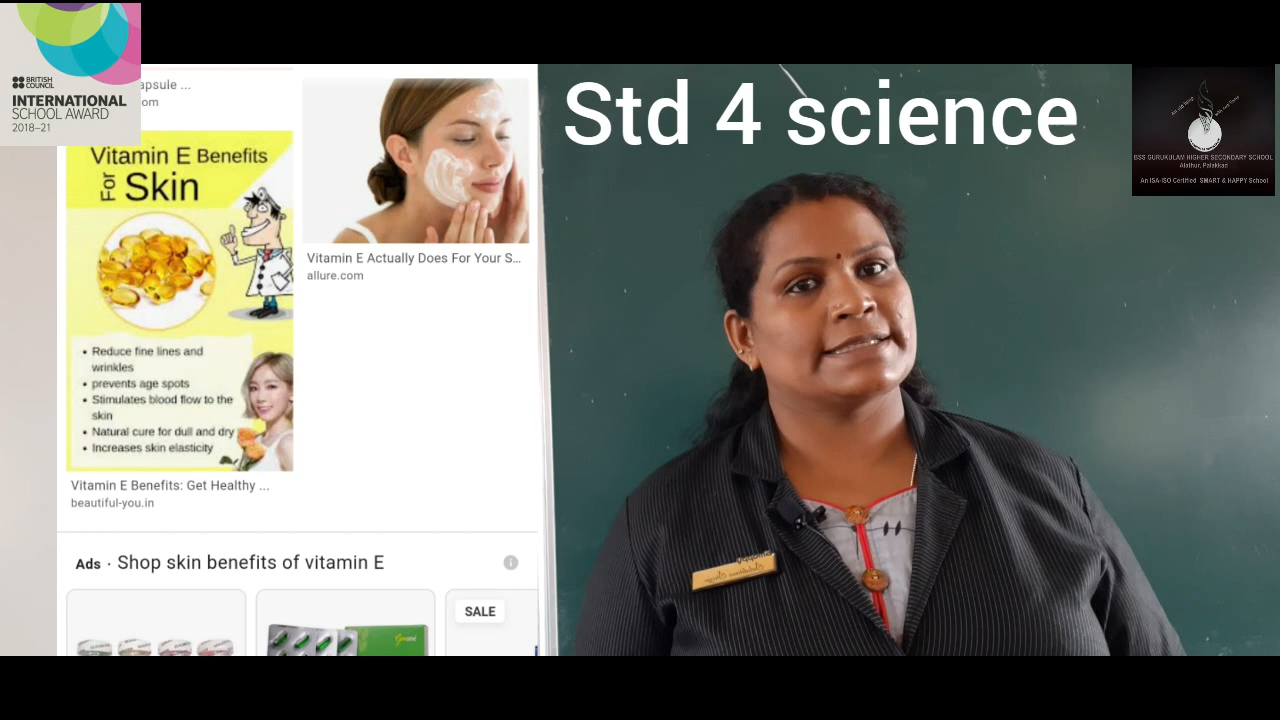 BRITISH
COUNCIL
INTERNATIONAL
SCHOOL AWARD
2018–21
apsule ...
om
Vitamin E Benefits
For Skin
Reduce fine lines and
wrinkles
prevents age spots
Stimulates blood flow to the
skin
Natural cure for dull and dry
Increases skin elasticity
Vitamin E Benefits: Get Healthy ...
beautiful-you.in
Vitamin E Actually Does For Your S...
allure.com
Ads · Shop skin benefits of vitamin E
SALE
Std 4 science
BSS GURUKULAM HIGHER SECONDARY SCHOOL
Alathur, Palakkad
An ISA-ISO Certified SMART & HAPPY School